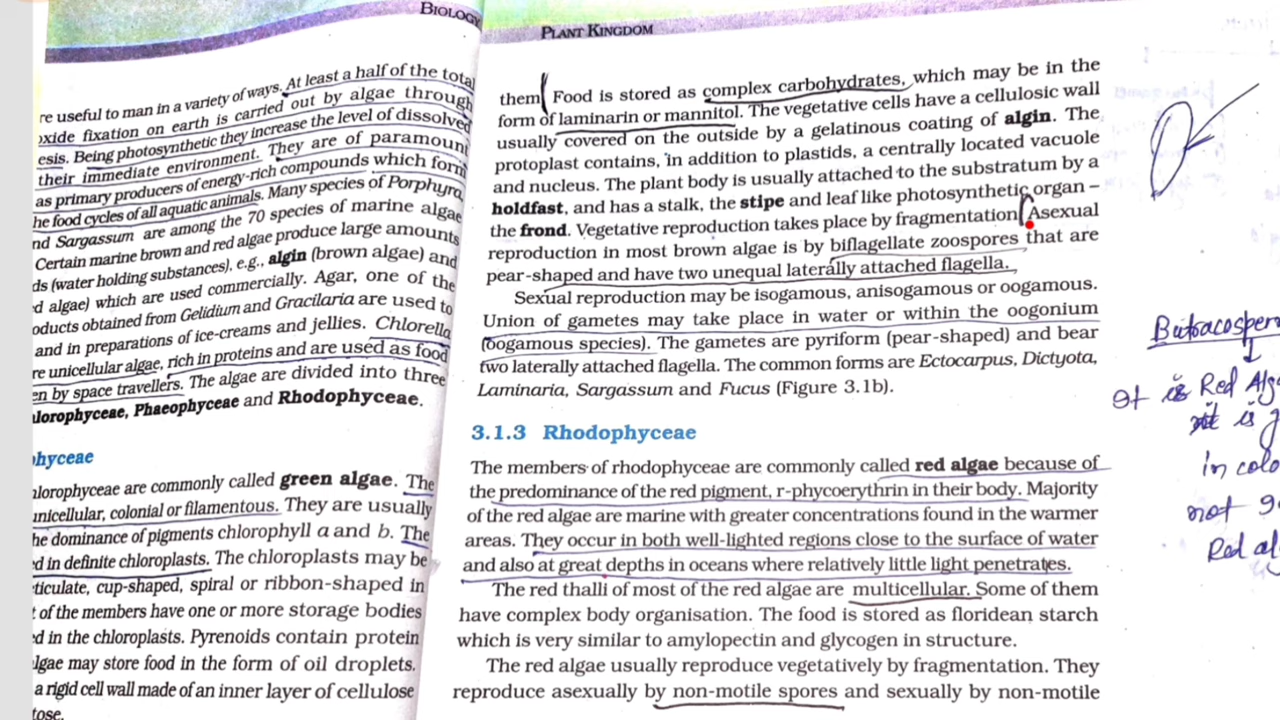 BIOLOGY
re useful to man in a variety of ways. At least a half of the total
oxide fixation on earth is carried out by algae through
esis. Being photosynthetic they increase the level of dissolved
their immediate environment. They are of paramount
as primary producers of energy-rich compounds which form
he food cycles of all aquatic animals. Many species of Porphyra
nd Sargassum are among the 70 species of marine algae
Certain marine brown and red algae produce large amounts
ds (water holding substances), e.g., algin (brown algae) and
d algae) which are used commercially. Agar, one of the
oducts obtained from Gelidium and Gracilaria are used to
and in preparations of ice-creams and jellies. Chlorella
re unicellular algae, rich in proteins and are used as food
en by space travellers. The algae are divided into three
lorophyceae, Phaeophyceae and Rhodophyceae.
hyceae
lorophyceae are commonly called green algae. The
unicellular, colonial or filamentous. They are usually
he dominance of pigments chlorophyll a and b. The
ed in definite chloroplasts. The chloroplasts may be
ticulate, cup-shaped, spiral or ribbon-shaped in
t of the members have one or more storage bodies
ed in the chloroplasts. Pyrenoids contain protein
lgae may store food in the form of oil droplets.
a rigid cell wall made of an inner layer of cellulose
tose.
PLANT KINGDOM
them. Food is stored as complex carbohydrates, which may be in the
form of laminarin or mannitol. The vegetative cells have a cellulosic wall
usually covered on the outside by a gelatinous coating of algin. The
protoplast contains, in addition to plastids, a centrally located vacuole
and nucleus. The plant body is usually attached to the substratum by a
holdfast, and has a stalk, the stipe and leaf like photosynthetic organ –
the frond. Vegetative reproduction takes place by fragmentation. Asexual
reproduction in most brown algae is by biflagellate zoospores that are
pear-shaped and have two unequal laterally attached flagella.
Sexual reproduction may be isogamous, anisogamous or oogamous.
Union of gametes may take place in water or within the oogonium
(oogamous species). The gametes are pyriform (pear-shaped) and bear
two laterally attached flagella. The common forms are Ectocarpus, Dictyota,
Laminaria, Sargassum and Fucus (Figure 3.1b).
3.1.3 Rhodophyceae
The members of rhodophyceae are commonly called red algae because of
the predominance of the red pigment, r-phycoerythrin in their body. Majority
of the red algae are marine with greater concentrations found in the warmer
areas. They occur in both well-lighted regions close to the surface of water
and also at great depths in oceans where relatively little light penetrates.
The red thalli of most of the red algae are multicellular. Some of them
have complex body organisation. The food is stored as floridean starch
which is very similar to amylopectin and glycogen in structure.
The red algae usually reproduce vegetatively by fragmentation. They
reproduce asexually by non-motile spores and sexually by non-motile
Batracosperm
It is Red Alg
is g
in colo
not
Red al